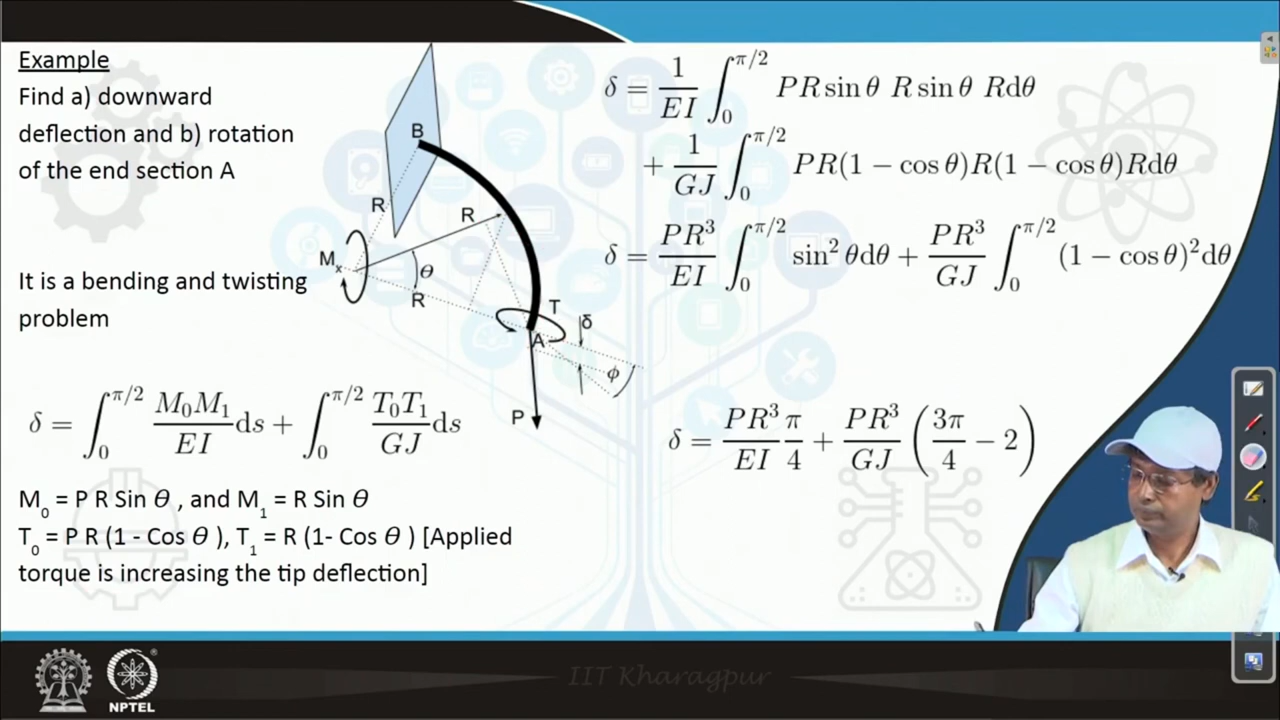 Example
Find a) downward
deflection and b) rotation
of the end section A
It is a bending and twisting
problem
δ = ∫₀^{π/2} M₀M₁/EI ds + ∫₀^{π/2} T₀T₁/GJ ds
M₀ = P R Sin θ , and M₁ = R Sin θ
T₀ = P R (1 - Cos θ ), T₁ = R (1- Cos θ ) [Applied
torque is increasing the tip deflection]
B
R
R
Mₓ
θ
R
T
δ
A
ϕ
P
δ = 1/EI ∫₀^{π/2} PR sin θ R sin θ Rdθ
+ 1/GJ ∫₀^{π/2} PR(1 − cos θ)R(1 − cos θ)Rdθ
δ = PR³/EI ∫₀^{π/2} sin² θdθ + PR³/GJ ∫₀^{π/2} (1 − cos θ)²dθ
δ = PR³/EI π/4 + PR³/GJ (3π/4 − 2)
NPTEL
IIT Kharagpur